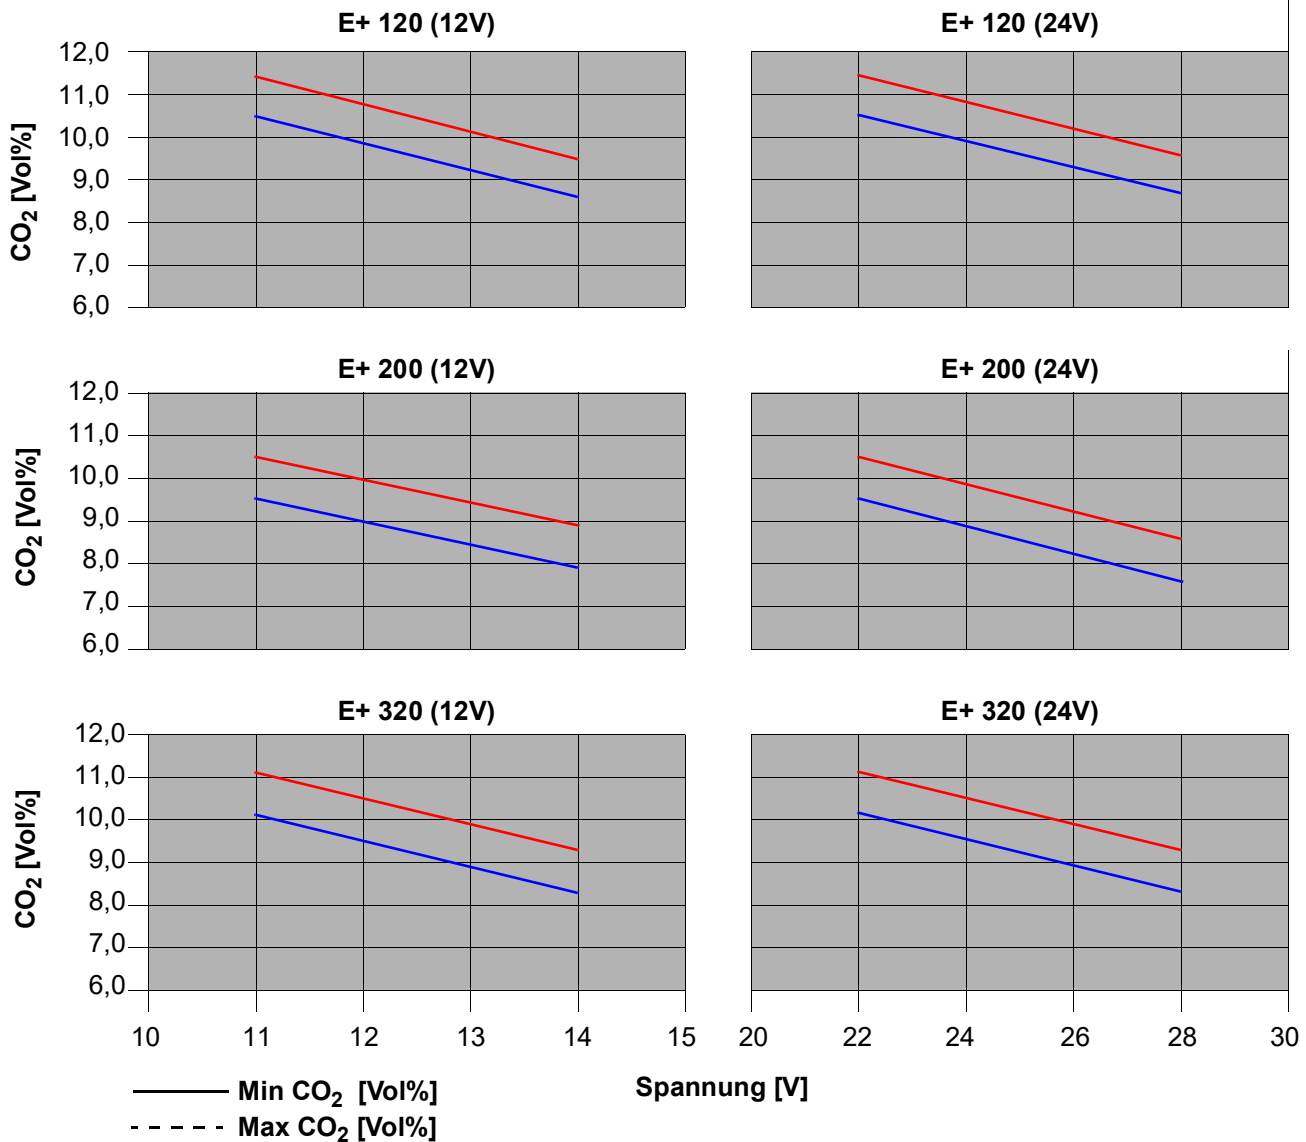 E+ 120 (12V) E+ 120 (24V)
12,0
11,0
10,0
9,0
8,0
7,0
6,0
CO2 [Vol%]
E+ 200 (12V) E+ 200 (24V)
12,0
11,0
10,0
9,0
8,0
7,0
6,0
CO2 [Vol%]
E+ 320 (12V) E+ 320 (24V)
12,0
11,0
10,0
9,0
8,0
7,0
6,0
CO2 [Vol%]
10 11 12 13 14 15 20 22 24 26 28 30
Min CO2 [Vol%] Spannung [V]
Max CO2 [Vol%]